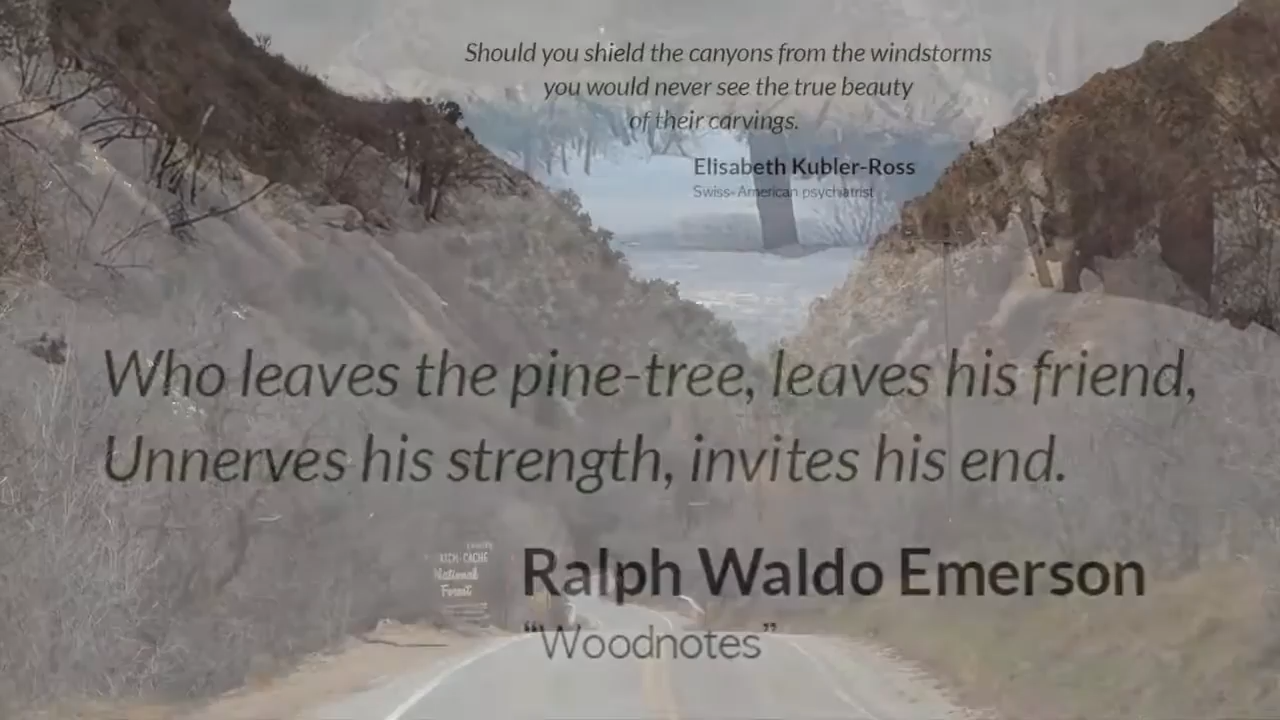 Should you shield the canyons from the windstorms
you would never see the true beauty
of their carvings.
Elisabeth Kubler-Ross
Swiss-American psychiatrist
Who leaves the pine-tree, leaves his friend,
Unnerves his strength, invites his end.
Ralph Waldo Emerson
“Woodnotes”
CACHE
National
Forest